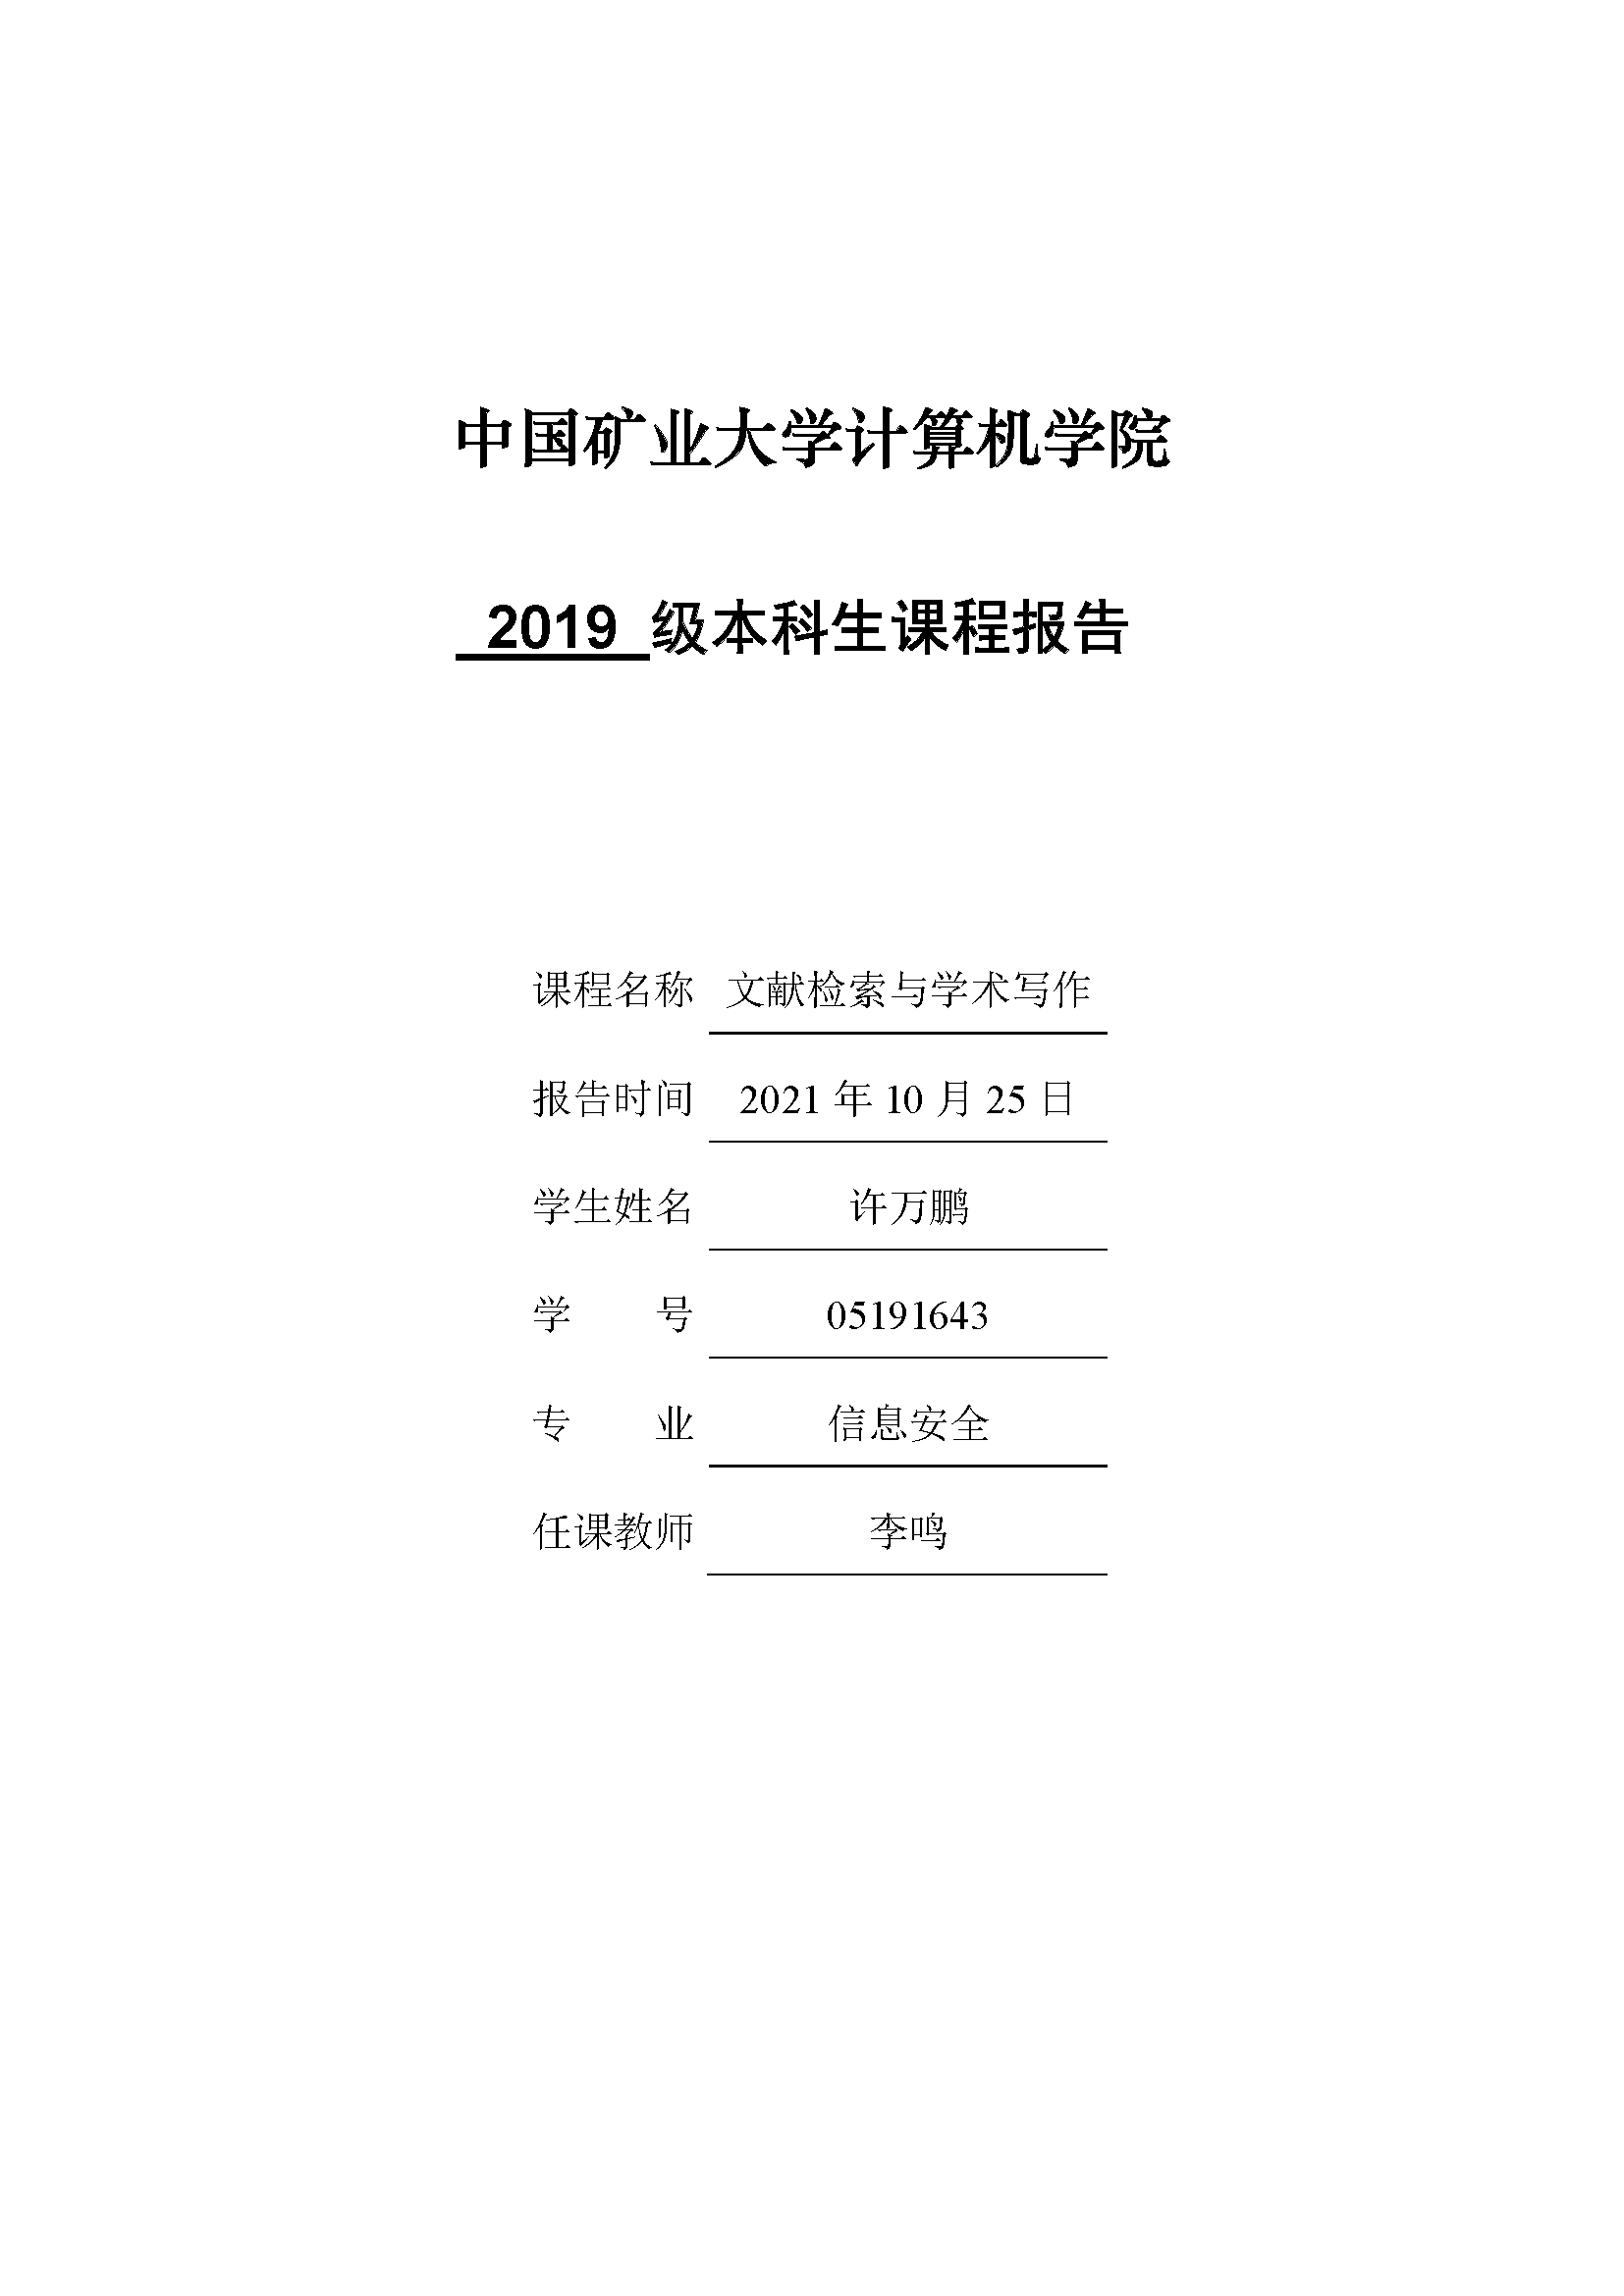 中国矿业大学计算机学院
2019 级本科生课程报告
课程名称 文献检索与学术写作
报告时间 2021 年 10 月 25 日
学生姓名 许万鹏
学 号 05191643
专 业 信息安全
任课教师 李鸣